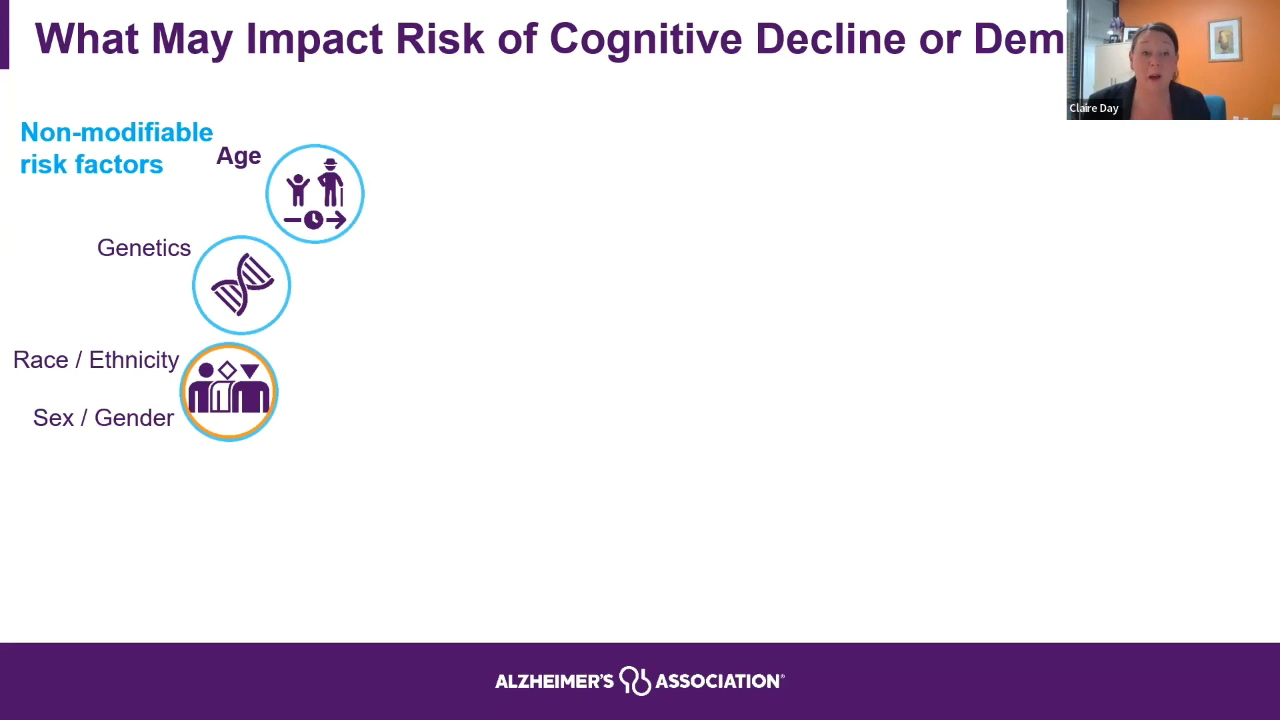 What May Impact Risk of Cognitive Decline or Dem
Claire Day
Non-modifiable
risk factors
Age
Genetics
Race / Ethnicity
Sex / Gender
ALZHEIMER'S ASSOCIATION®